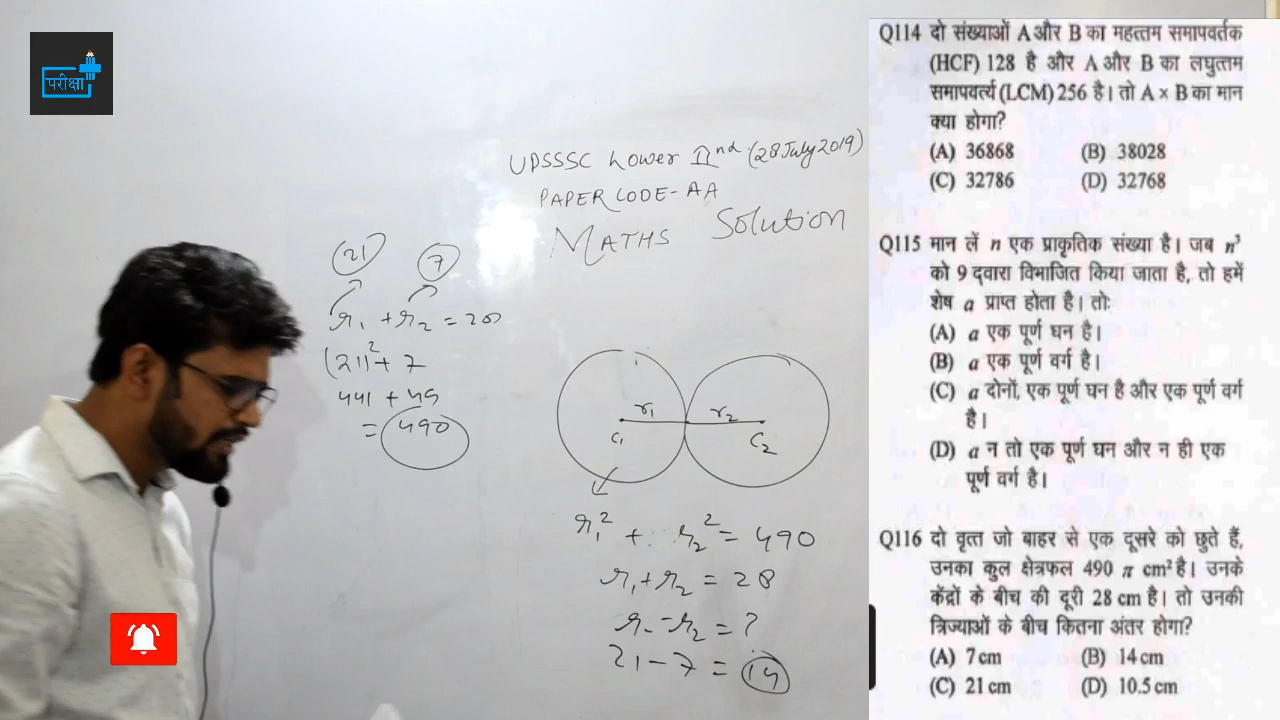 परीक्षा
UPSSSC Lower IInd (28 July 2019)
PAPER CODE-AA
MATHS Solution
21 7
r₁ + r₂ = 28
(21)² + 7
441 + 49
= 490
r₁ r₂
C₁ C₂
r₁² + r₂² = 490
r₁ + r₂ = 28
r₁ - r₂ = ?
21 - 7 = 14
Q114 दो संख्याओं A और B का महत्तम समापवर्तक
(HCF) 128 है और A और B का लघुत्तम
समापवर्त्य (LCM) 256 है। तो A × B का मान
क्या होगा?
(A) 36868 (B) 38028
(C) 32786 (D) 32768
Q115 मान लें n एक प्राकृतिक संख्या है। जब n³
को 9 द्वारा विभाजित किया जाता है, तो हमें
शेष a प्राप्त होता है। तो:
(A) a एक पूर्ण घन है।
(B) a एक पूर्ण वर्ग है।
(C) a दोनों, एक पूर्ण घन है और एक पूर्ण वर्ग
है।
(D) a न तो एक पूर्ण घन और न ही एक
पूर्ण वर्ग है।
Q116 दो वृत्त जो बाहर से एक दूसरे को छुते हैं,
उनका कुल क्षेत्रफल 490 π cm² है। उनके
केंद्रों के बीच की दूरी 28 cm है। तो उनकी
त्रिज्याओं के बीच कितना अंतर होगा?
(A) 7 cm (B) 14 cm
(C) 21 cm (D) 10.5 cm